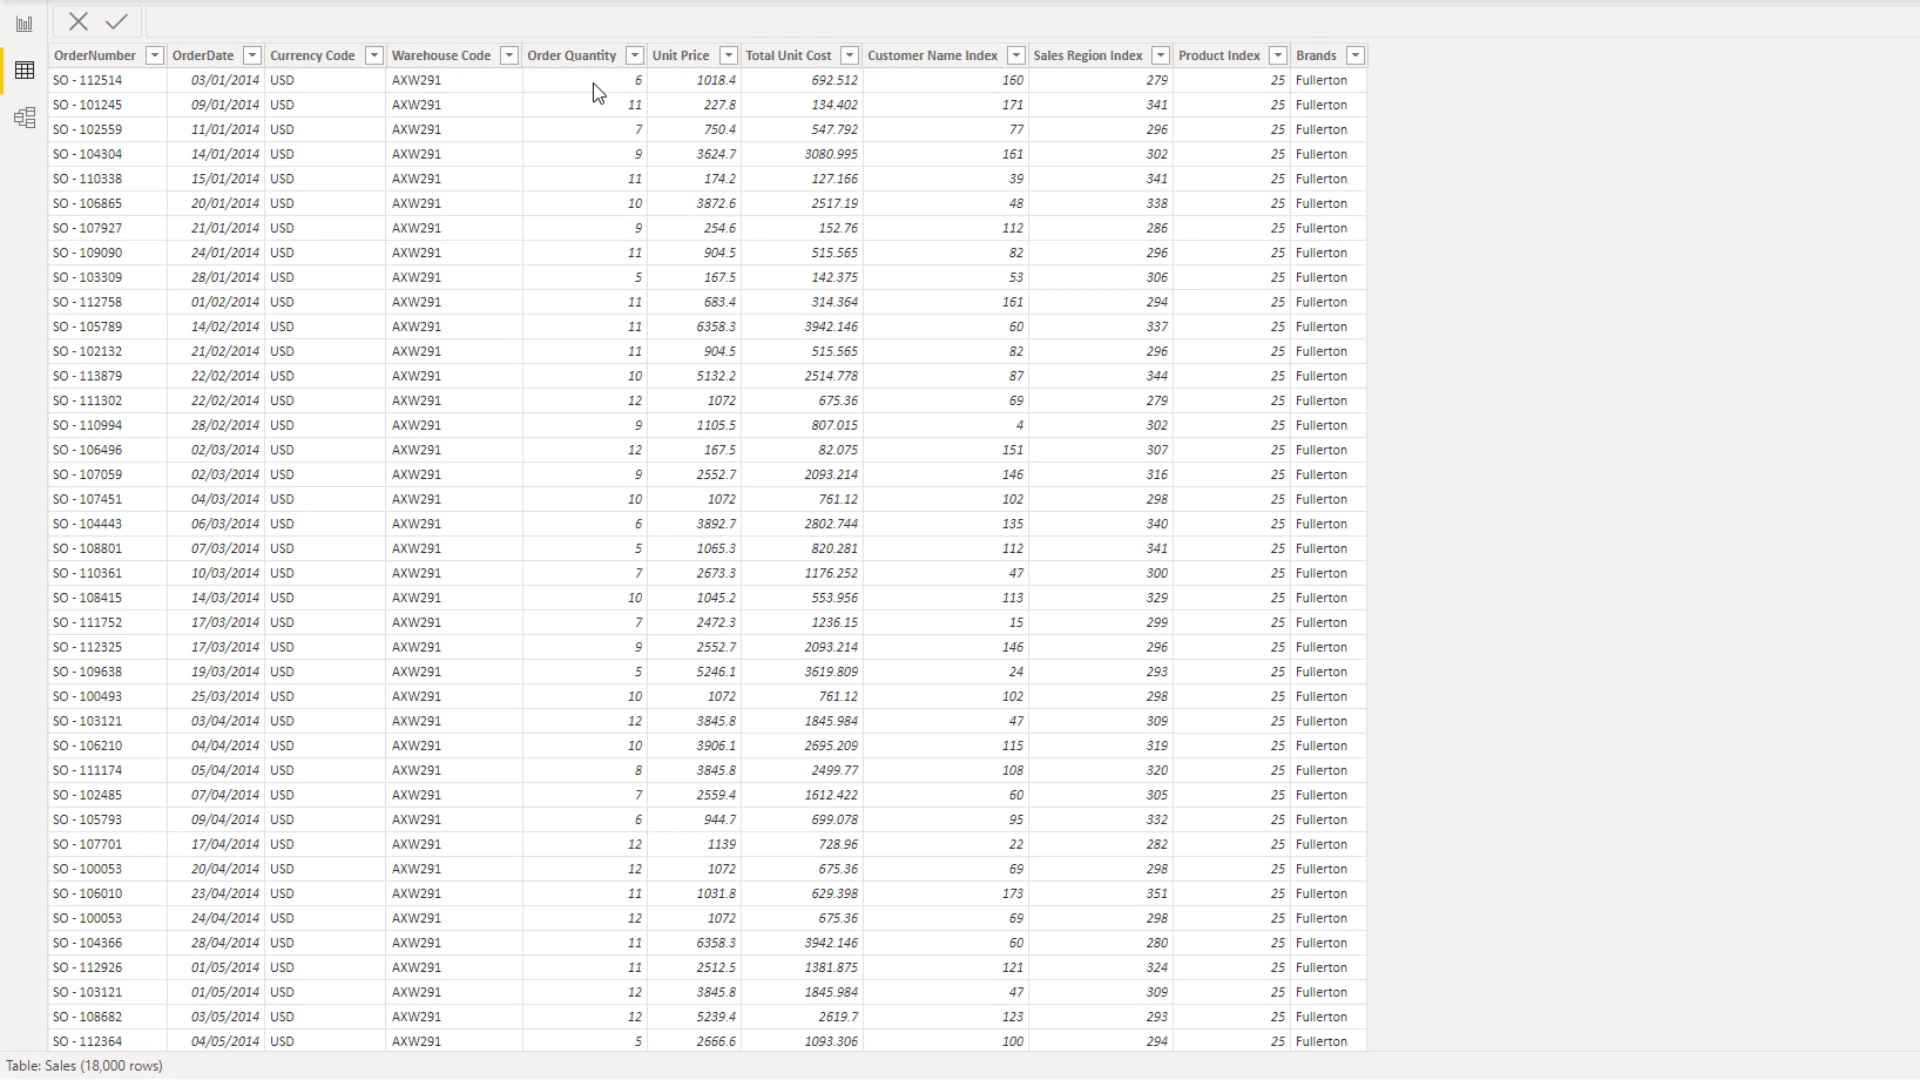 OrderNumber OrderDate Currency Code Warehouse Code Order Quantity Unit Price Total Unit Cost Customer Name Index Sales Region Index Product Index Brands
SO - 112514 03/01/2014 USD AXW291 6 1018.4 692.512 160 279 25 Fullerton
SO - 101245 09/01/2014 USD AXW291 11 227.8 134.402 171 341 25 Fullerton
SO - 102559 11/01/2014 USD AXW291 7 750.4 547.792 77 296 25 Fullerton
SO - 104304 14/01/2014 USD AXW291 9 3624.7 3080.995 161 302 25 Fullerton
SO - 110338 15/01/2014 USD AXW291 11 174.2 127.166 39 341 25 Fullerton
SO - 106865 20/01/2014 USD AXW291 10 3872.6 2517.19 48 338 25 Fullerton
SO - 107927 21/01/2014 USD AXW291 9 254.6 152.76 112 286 25 Fullerton
SO - 109090 24/01/2014 USD AXW291 11 904.5 515.565 82 296 25 Fullerton
SO - 103309 28/01/2014 USD AXW291 5 167.5 142.375 53 306 25 Fullerton
SO - 112758 01/02/2014 USD AXW291 11 683.4 314.364 161 294 25 Fullerton
SO - 105789 14/02/2014 USD AXW291 11 6358.3 3942.146 60 337 25 Fullerton
SO - 102132 21/02/2014 USD AXW291 11 904.5 515.565 82 296 25 Fullerton
SO - 113879 22/02/2014 USD AXW291 10 5132.2 2514.778 87 344 25 Fullerton
SO - 111302 22/02/2014 USD AXW291 12 1072 675.36 69 279 25 Fullerton
SO - 110994 28/02/2014 USD AXW291 9 1105.5 807.015 4 302 25 Fullerton
SO - 106496 02/03/2014 USD AXW291 12 167.5 82.075 151 307 25 Fullerton
SO - 107059 02/03/2014 USD AXW291 9 2552.7 2093.214 146 316 25 Fullerton
SO - 107451 04/03/2014 USD AXW291 10 1072 761.12 102 298 25 Fullerton
SO - 104443 06/03/2014 USD AXW291 6 3892.7 2802.744 135 340 25 Fullerton
SO - 108801 07/03/2014 USD AXW291 5 1065.3 820.281 112 341 25 Fullerton
SO - 110361 10/03/2014 USD AXW291 7 2673.3 1176.252 47 300 25 Fullerton
SO - 108415 14/03/2014 USD AXW291 10 1045.2 553.956 113 329 25 Fullerton
SO - 111752 17/03/2014 USD AXW291 7 2472.3 1236.15 15 299 25 Fullerton
SO - 112325 17/03/2014 USD AXW291 9 2552.7 2093.214 146 296 25 Fullerton
SO - 109638 19/03/2014 USD AXW291 5 5246.1 3619.809 24 293 25 Fullerton
SO - 100493 25/03/2014 USD AXW291 10 1072 761.12 102 298 25 Fullerton
SO - 103121 03/04/2014 USD AXW291 12 3845.8 1845.984 47 309 25 Fullerton
SO - 106210 04/04/2014 USD AXW291 10 3906.1 2695.209 115 319 25 Fullerton
SO - 111174 05/04/2014 USD AXW291 8 3845.8 2499.77 108 320 25 Fullerton
SO - 102485 07/04/2014 USD AXW291 7 2559.4 1612.422 60 305 25 Fullerton
SO - 105793 09/04/2014 USD AXW291 6 944.7 699.078 95 332 25 Fullerton
SO - 107701 17/04/2014 USD AXW291 12 1139 728.96 22 282 25 Fullerton
SO - 100053 20/04/2014 USD AXW291 12 1072 675.36 69 298 25 Fullerton
SO - 106010 23/04/2014 USD AXW291 11 1031.8 629.398 173 351 25 Fullerton
SO - 100053 24/04/2014 USD AXW291 12 1072 675.36 69 298 25 Fullerton
SO - 104366 28/04/2014 USD AXW291 11 6358.3 3942.146 60 280 25 Fullerton
SO - 112926 01/05/2014 USD AXW291 11 2512.5 1381.875 121 324 25 Fullerton
SO - 103121 01/05/2014 USD AXW291 12 3845.8 1845.984 47 309 25 Fullerton
SO - 108682 03/05/2014 USD AXW291 12 5239.4 2619.7 123 293 25 Fullerton
SO - 112364 04/05/2014 USD AXW291 5 2666.6 1093.306 100 294 25 Fullerton
Table: Sales (18,000 rows)